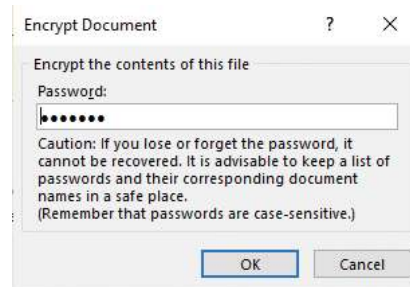 Encrypt Document ? ×
Encrypt the contents of this file
Password:
•••••••
Caution: If you lose or forget the password, it
cannot be recovered. It is advisable to keep a list of
passwords and their corresponding document
names in a safe place.
(Remember that passwords are case-sensitive.)
OK Cancel